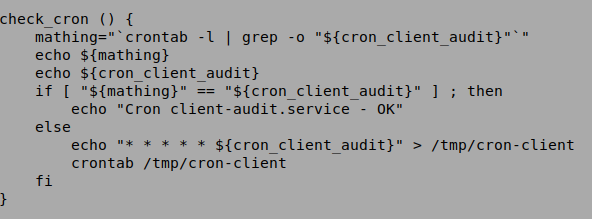 check_cron () {
    mathing="`crontab -l | grep -o "${cron_client_audit}"`"
    echo ${mathing}
    echo ${cron_client_audit}
    if [ "${mathing}" == "${cron_client_audit}" ] ; then
        echo "Cron client-audit.service - OK"
    else
        echo "* * * * * ${cron_client_audit}" > /tmp/cron-client
        crontab /tmp/cron-client
    fi
}